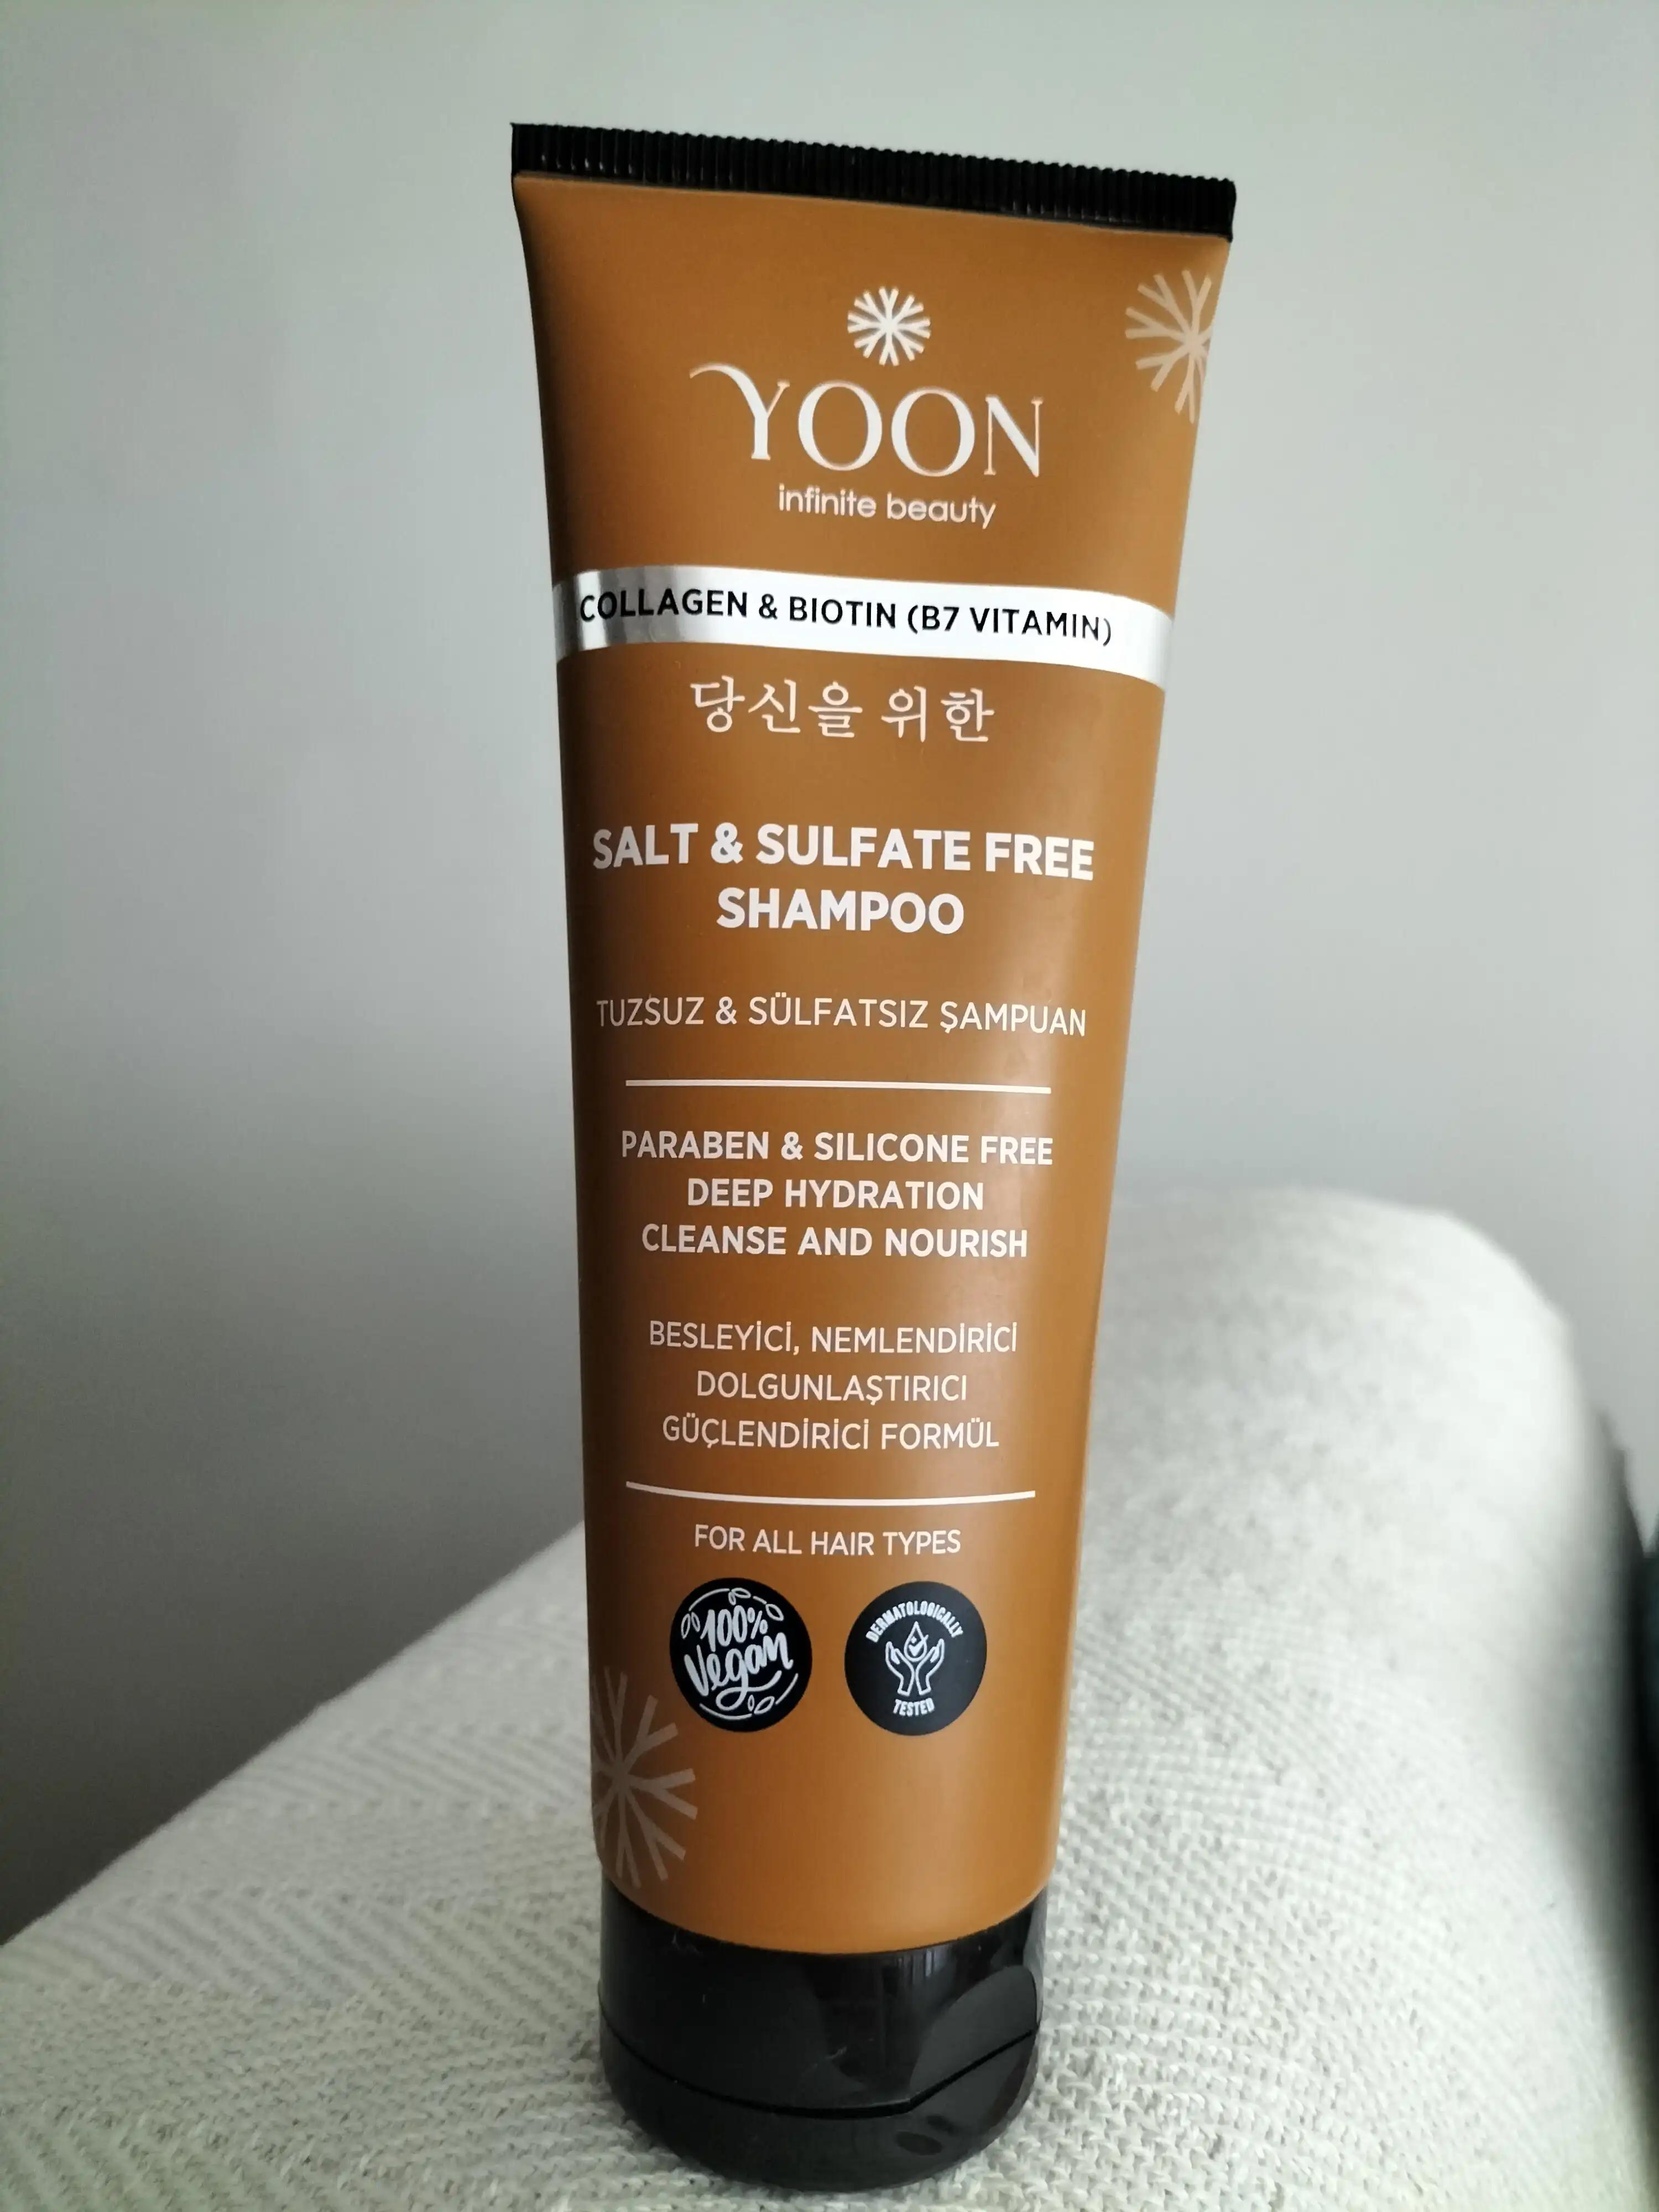 YOON
infinite beauty
COLLAGEN & BIOTIN (B7 VITAMIN)
당신을 위한
SALT & SULFATE FREE
SHAMPOO
TUZSUZ & SÜLFATSIZ ŞAMPUAN
PARABEN & SILICONE FREE
DEEP HYDRATION
CLEANSE AND NOURISH
BESLEYİCİ, NEMLENDİRİCİ
DOLGUNLAŞTIRICI
GÜÇLENDİRİCİ FORMÜL
FOR ALL HAIR TYPES
100%
Vegan
DERMATOLOGICALLY
TESTED